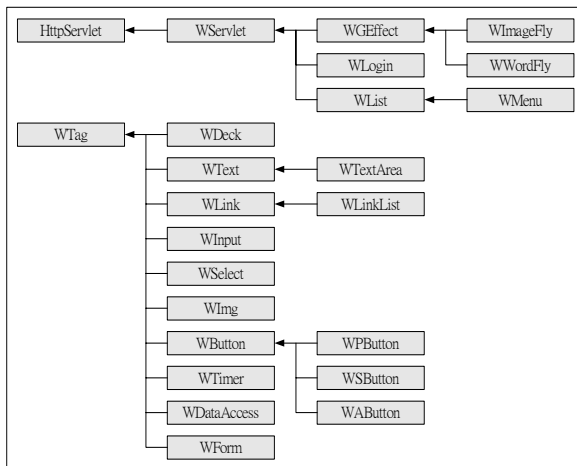 HttpServlet WServlet WGEffect WImageFly
WLogin WWordFly
WList WMenu
WTag WDeck
WText WTextArea
WLink WLinkList
WInput
WSelect
WImg
WButton WPButton
WTimer WSButton
WDataAccess WAButton
WForm